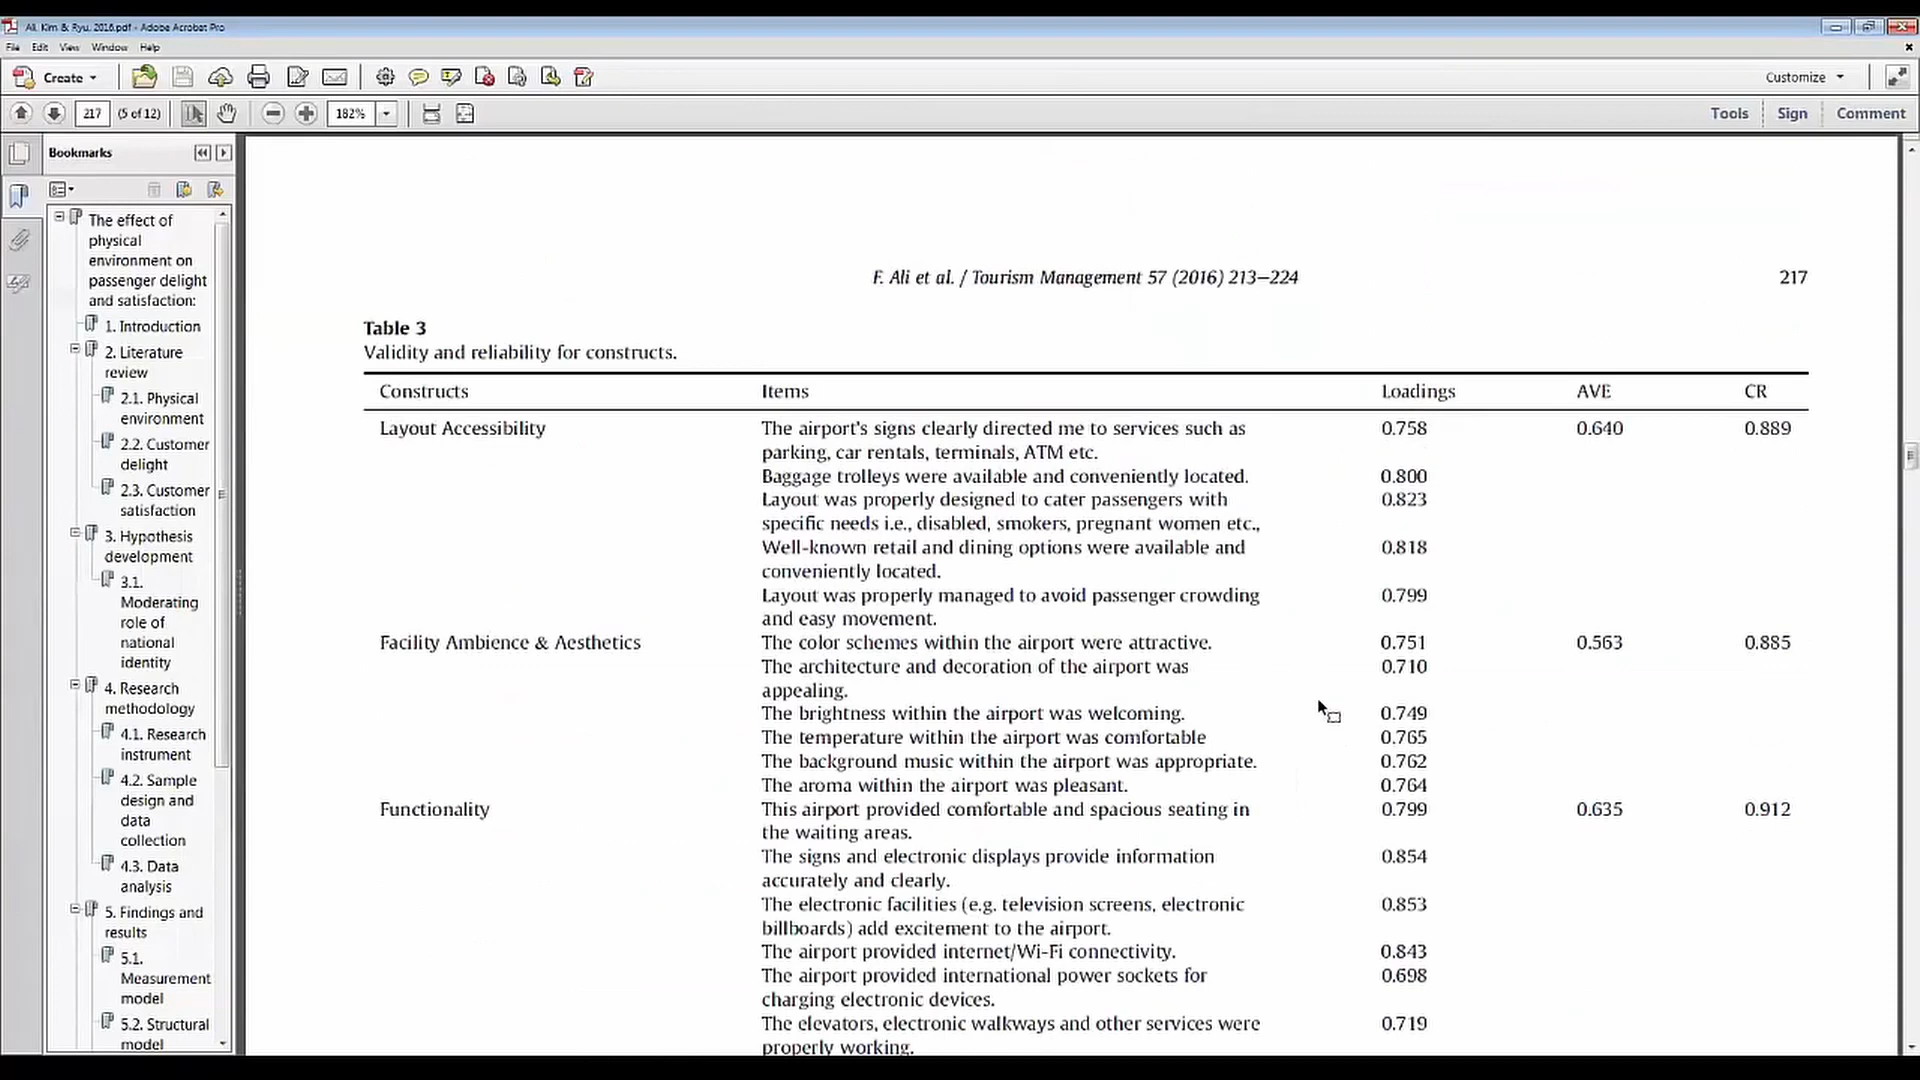 Ali, Kim & Ryu, 2016.pdf - Adobe Acrobat Pro
File Edit View Window Help
Create
Customize
217 (5 of 12) 182% Tools Sign Comment
Bookmarks
The effect of
physical
environment on
passenger delight
and satisfaction:
1. Introduction
2. Literature
review
2.1. Physical
environment
2.2. Customer
delight
2.3. Customer
satisfaction
3. Hypothesis
development
3.1.
Moderating
role of
national
identity
4. Research
methodology
4.1. Research
instrument
4.2. Sample
design and
data
collection
4.3. Data
analysis
5. Findings and
results
5.1.
Measurement
model
5.2. Structural
model
F. Ali et al. / Tourism Management 57 (2016) 213–224 217
Table 3
Validity and reliability for constructs.
Constructs Items Loadings AVE CR
Layout Accessibility The airport's signs clearly directed me to services such as 0.758 0.640 0.889
parking, car rentals, terminals, ATM etc.
Baggage trolleys were available and conveniently located. 0.800
Layout was properly designed to cater passengers with 0.823
specific needs i.e., disabled, smokers, pregnant women etc.,
Well-known retail and dining options were available and 0.818
conveniently located.
Layout was properly managed to avoid passenger crowding 0.799
and easy movement.
Facility Ambience & Aesthetics The color schemes within the airport were attractive. 0.751 0.563 0.885
The architecture and decoration of the airport was 0.710
appealing.
The brightness within the airport was welcoming. 0.749
The temperature within the airport was comfortable 0.765
The background music within the airport was appropriate. 0.762
The aroma within the airport was pleasant. 0.764
Functionality This airport provided comfortable and spacious seating in 0.799 0.635 0.912
the waiting areas.
The signs and electronic displays provide information 0.854
accurately and clearly.
The electronic facilities (e.g. television screens, electronic 0.853
billboards) add excitement to the airport.
The airport provided internet/Wi-Fi connectivity. 0.843
The airport provided international power sockets for 0.698
charging electronic devices.
The elevators, electronic walkways and other services were 0.719
properly working.